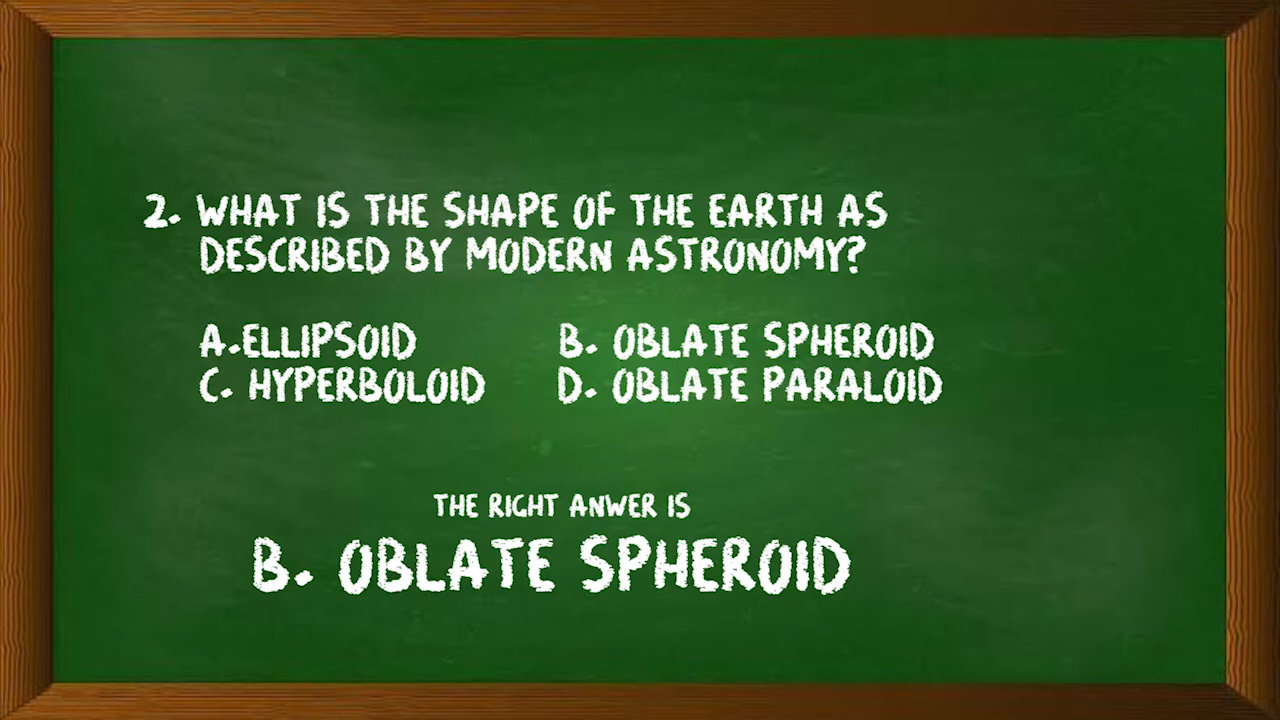 2. WHAT IS THE SHAPE OF THE EARTH AS
DESCRIBED BY MODERN ASTRONOMY?
A.ELLIPSOID B. OBLATE SPHEROID
C. HYPERBOLOID D. OBLATE PARALOID
THE RIGHT ANWER IS
B. OBLATE SPHEROID